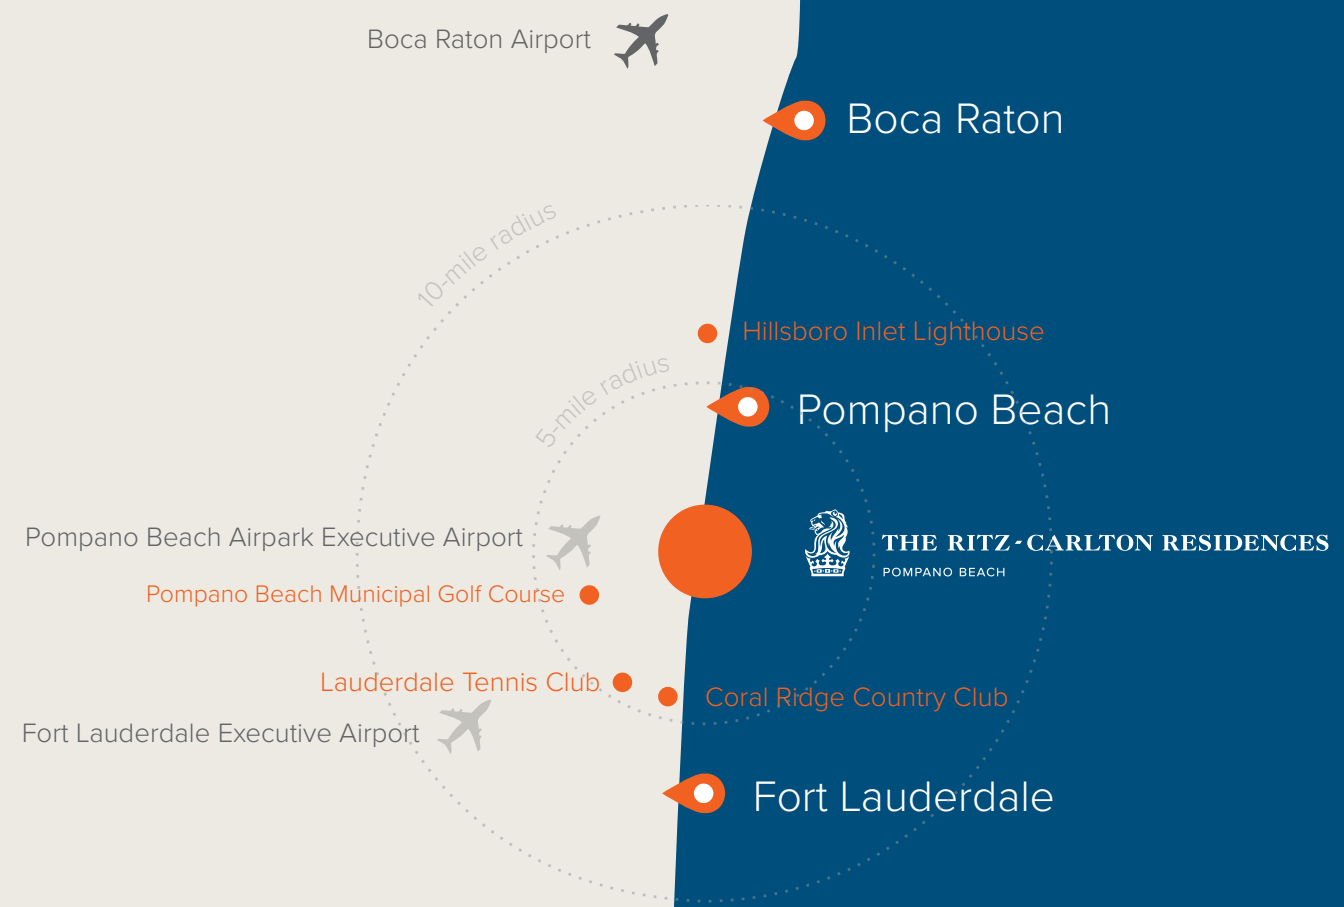 Boca Raton Airport
Boca Raton
10-mile radius
Hillsboro Inlet Lighthouse
5-mile radius
Pompano Beach
Pompano Beach Airpark Executive Airport
THE RITZ-CARLTON RESIDENCES
POMPANO BEACH
Pompano Beach Municipal Golf Course
Lauderdale Tennis Club
Coral Ridge Country Club
Fort Lauderdale Executive Airport
Fort Lauderdale